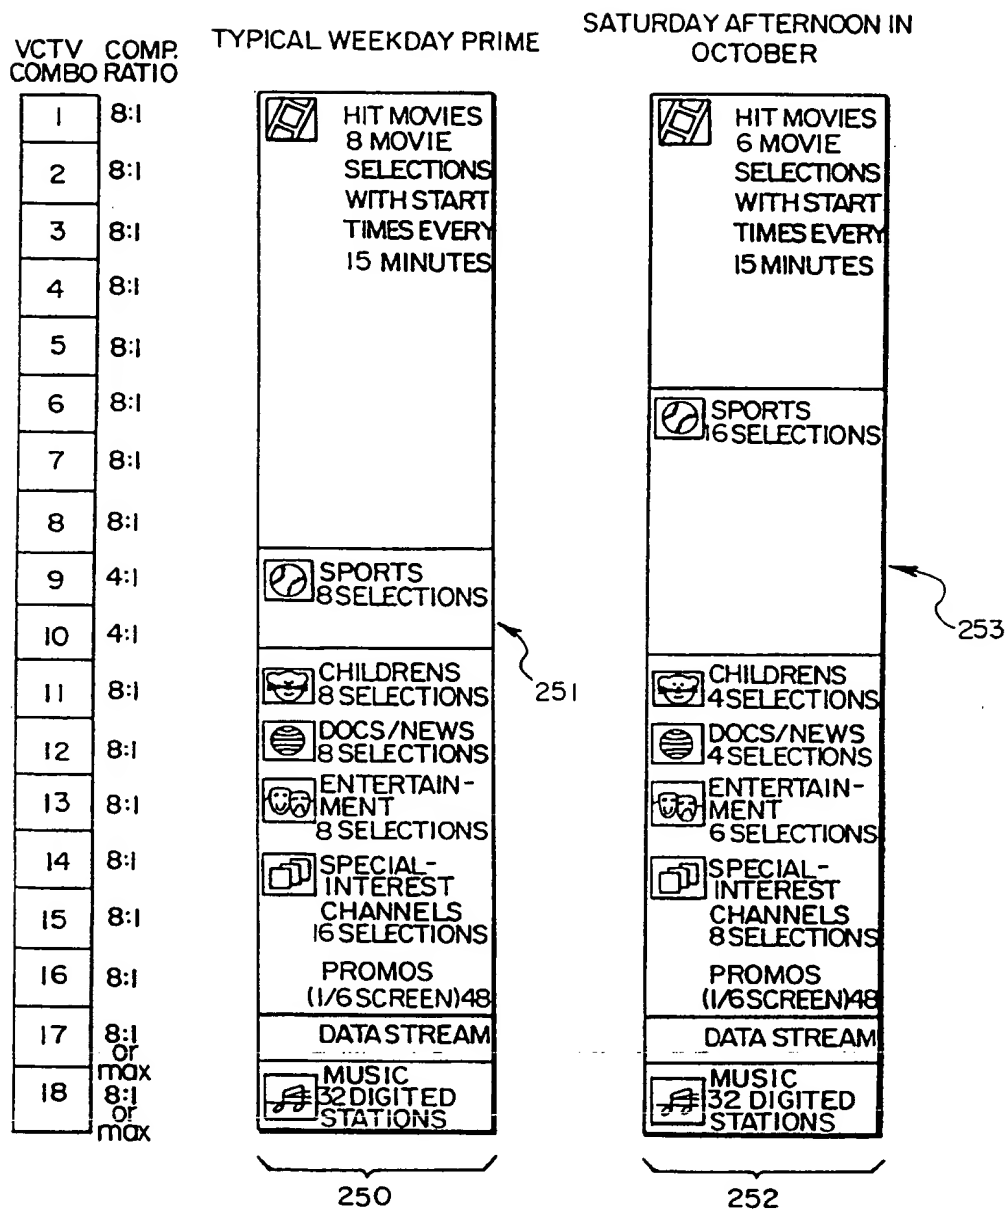 VCTV COMP.
COMBO RATIO
1 8:1
2 8:1
3 8:1
4 8:1
5 8:1
6 8:1
7 8:1
8 8:1
9 4:1
10 4:1
11 8:1
12 8:1
13 8:1
14 8:1
15 8:1
16 8:1
17 8:1
or
max
18 8:1
or
max
TYPICAL WEEKDAY PRIME
HIT MOVIES
8 MOVIE
SELECTIONS
WITH START
TIMES EVERY
15 MINUTES
SPORTS
8 SELECTIONS
251
CHILDRENS
8 SELECTIONS
DOCS/NEWS
8 SELECTIONS
ENTERTAIN-
MENT
8 SELECTIONS
SPECIAL-
INTEREST
CHANNELS
16 SELECTIONS
PROMOS
(1/6 SCREEN) 48
DATA STREAM
MUSIC
32 DIGITED
STATIONS
250
SATURDAY AFTERNOON IN
OCTOBER
HIT MOVIES
6 MOVIE
SELECTIONS
WITH START
TIMES EVERY
15 MINUTES
SPORTS
16 SELECTIONS
253
CHILDRENS
4 SELECTIONS
DOCS/NEWS
4 SELECTIONS
ENTERTAIN-
MENT
6 SELECTIONS
SPECIAL-
INTEREST
CHANNELS
8 SELECTIONS
PROMOS
(1/6 SCREEN) 48
DATA STREAM
MUSIC
32 DIGITED
STATIONS
252